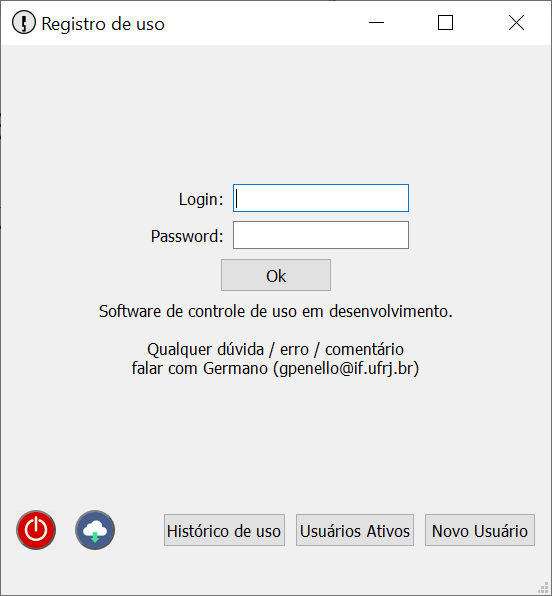 Registro de uso
Login:
Password:
Ok
Software de controle de uso em desenvolvimento.
Qualquer dúvida / erro / comentário
falar com Germano (gpenello@if.ufrj.br)
Histórico de uso
Usuários Ativos
Novo Usuário